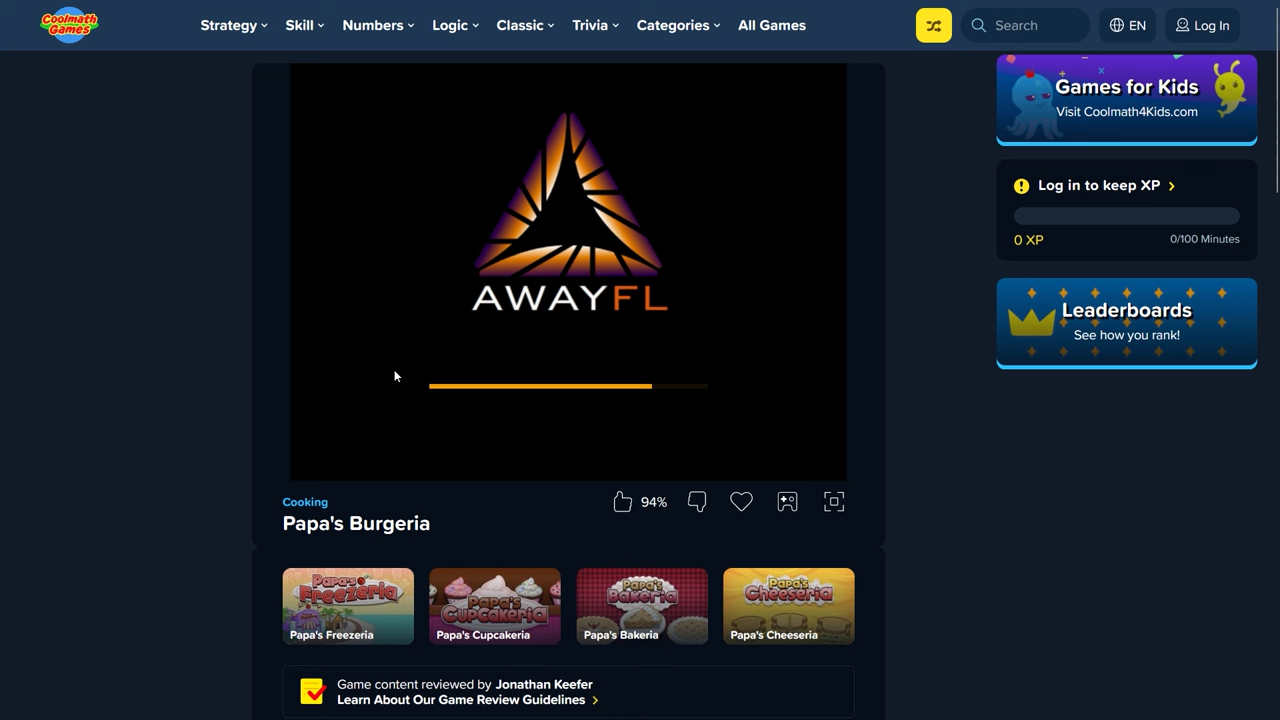 Coolmath Games
Strategy Skill Numbers Logic Classic Trivia Categories All Games
Search
EN
Log In
Games for Kids
Visit Coolmath4Kids.com
Log in to keep XP
0 XP
0/100 Minutes
Leaderboards
See how you rank!
AWAYFL
Cooking
94%
Papa's Burgeria
Papa's Freezeria
Papa's Freezeria
Papa's Cupcakeria
Papa's Cupcakeria
Papa's Bakeria
Papa's Bakeria
Papa's Cheeseria
Papa's Cheeseria
Game content reviewed by Jonathan Keefer
Learn About Our Game Review Guidelines